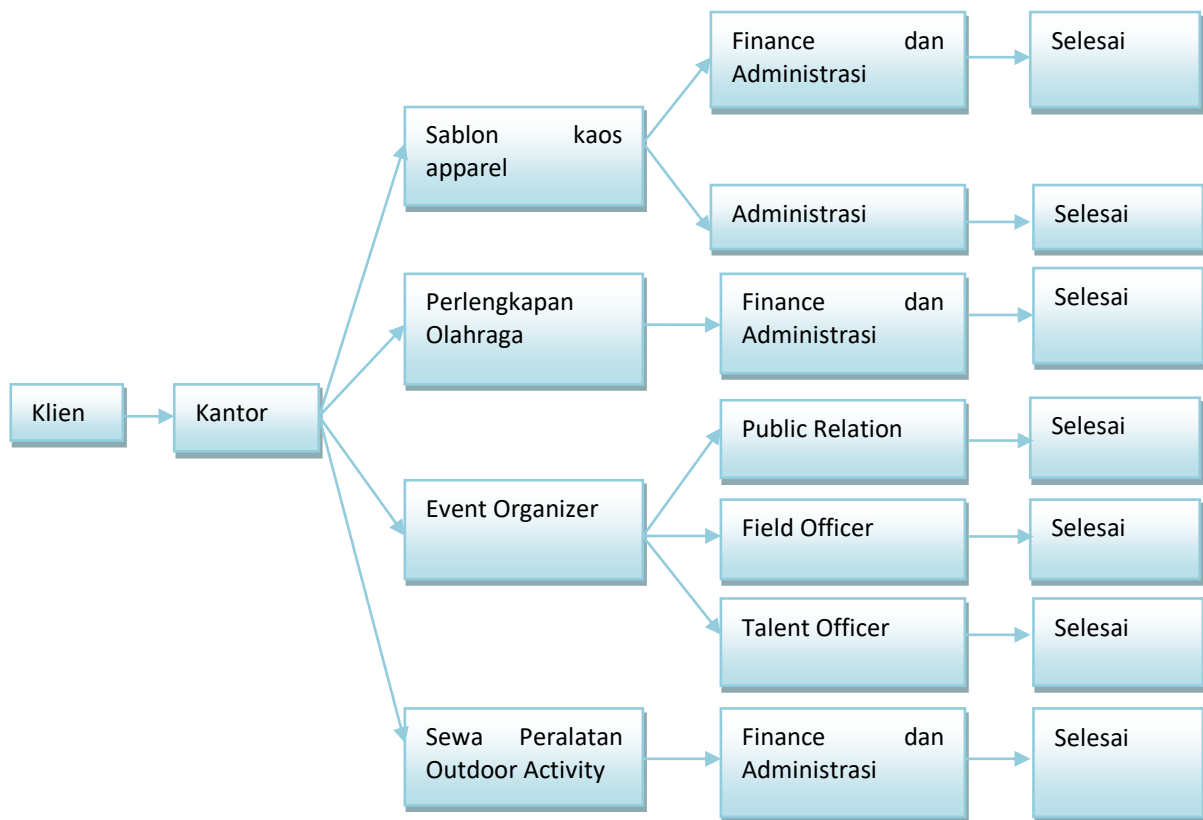 Klien
Kantor
Sablon kaos
apparel
Finance dan
Administrasi
Selesai
Administrasi
Selesai
Perlengkapan
Olahraga
Finance dan
Administrasi
Selesai
Event Organizer
Public Relation
Selesai
Field Officer
Selesai
Talent Officer
Selesai
Sewa Peralatan
Outdoor Activity
Finance dan
Administrasi
Selesai